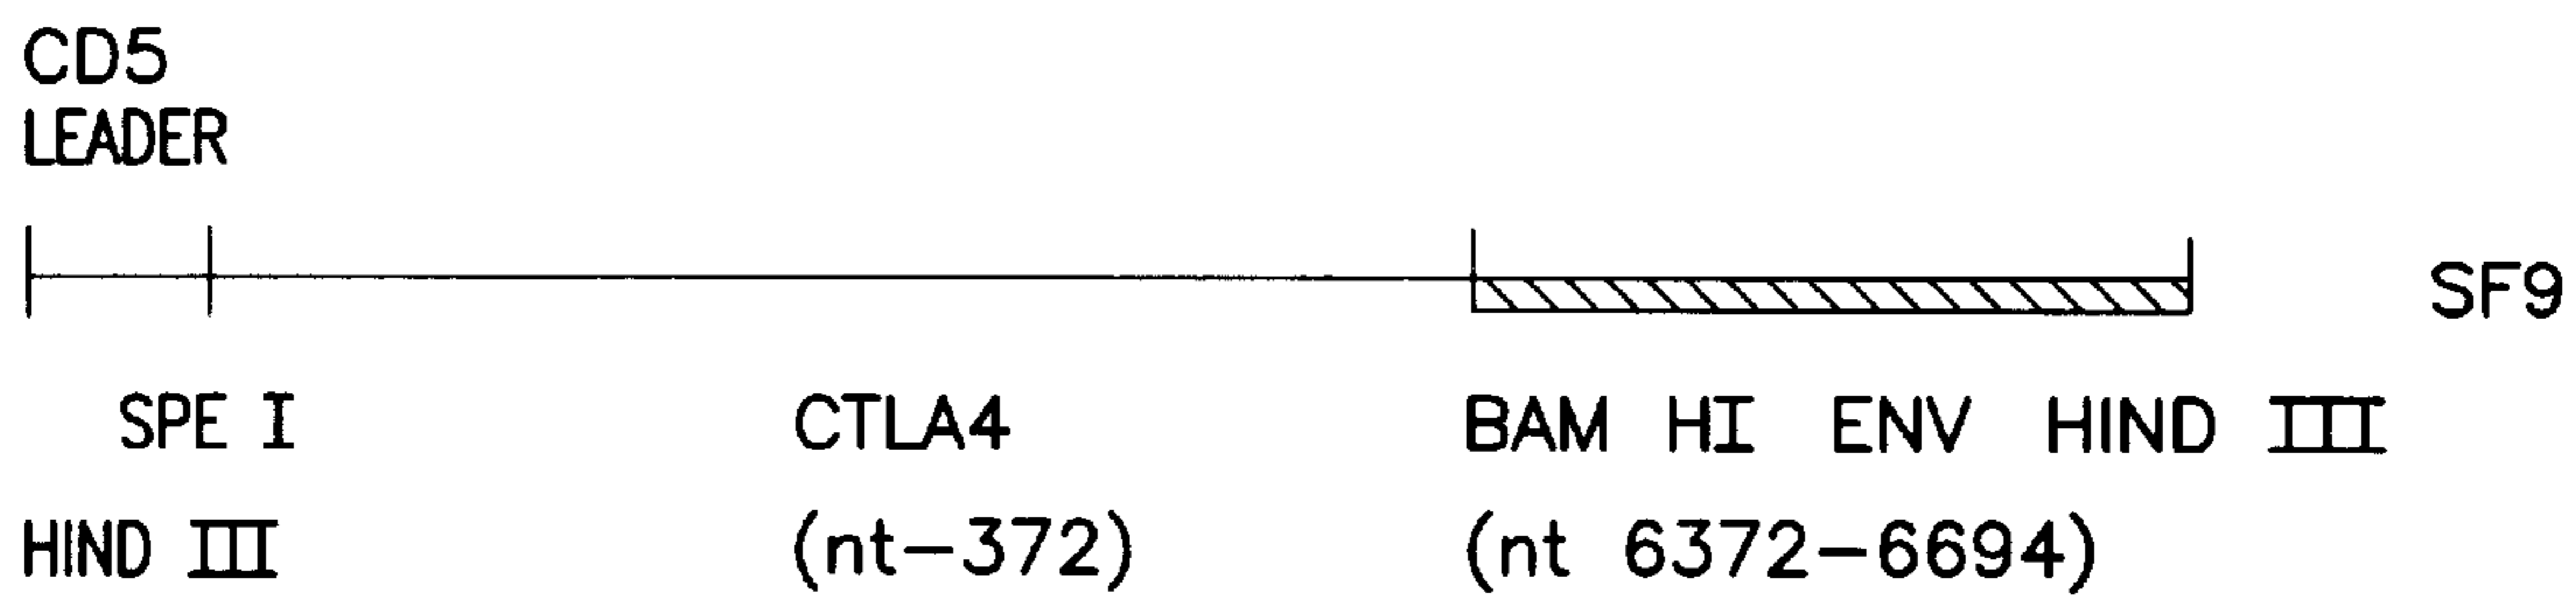 CD5
LEADER
SF9
SPE I CTLA4 BAM HI ENV HIND III
HIND III (nt-372) (nt 6372-6694)